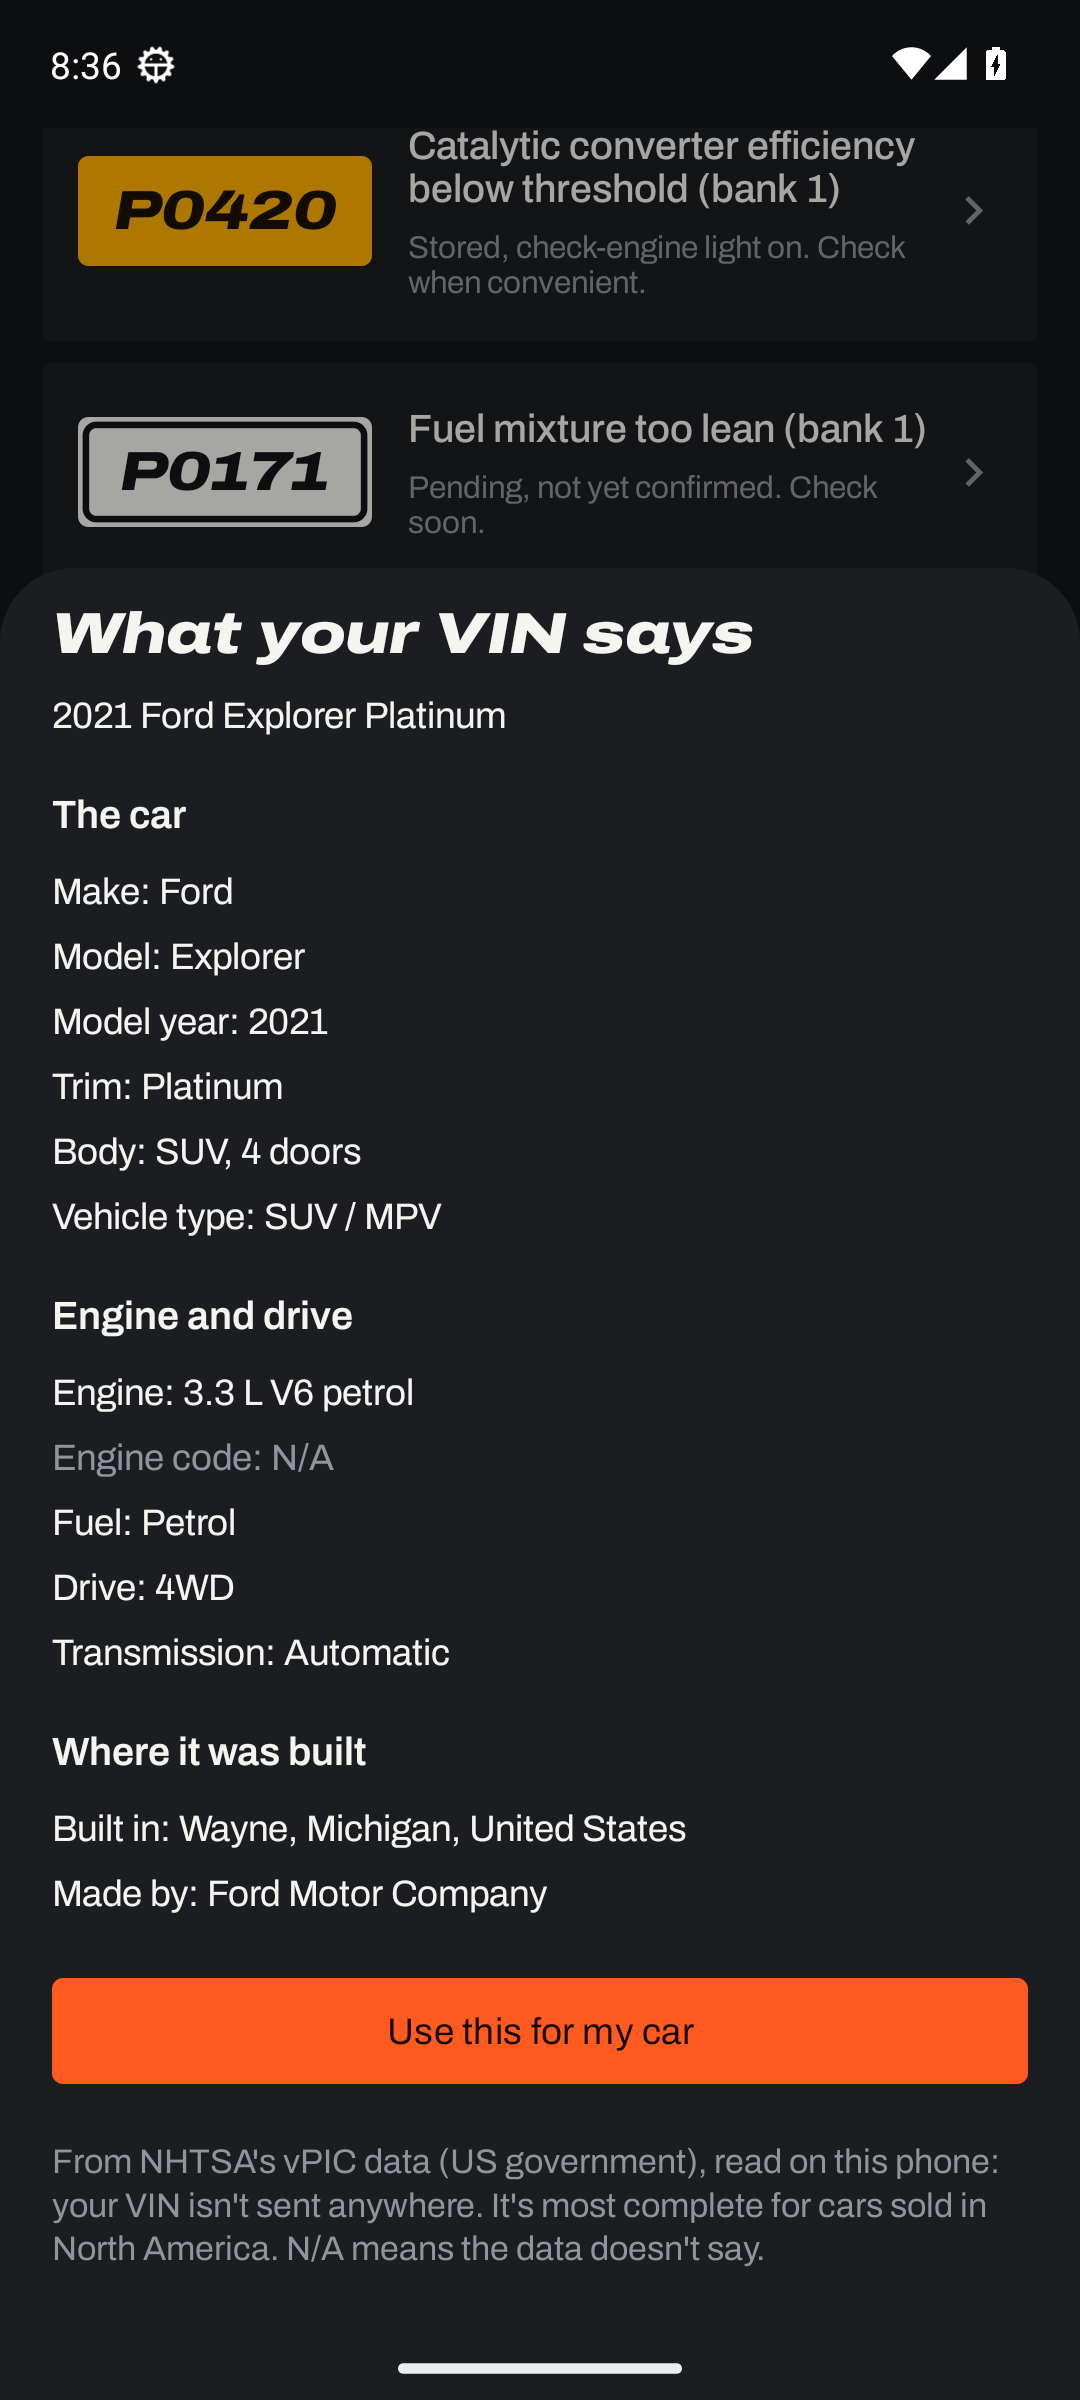 8:36
Catalytic converter efficiency
below threshold (bank 1)
P0420
Stored, check-engine light on. Check
when convenient.
Fuel mixture too lean (bank 1)
P0171
Pending, not yet confirmed. Check
soon.
What your VIN says
2021 Ford Explorer Platinum
The car
Make: Ford
Model: Explorer
Model year: 2021
Trim: Platinum
Body: SUV, 4 doors
Vehicle type: SUV / MPV
Engine and drive
Engine: 3.3 L V6 petrol
Engine code: N/A
Fuel: Petrol
Drive: 4WD
Transmission: Automatic
Where it was built
Built in: Wayne, Michigan, United States
Made by: Ford Motor Company
Use this for my car
From NHTSA's vPIC data (US government), read on this phone:
your VIN isn't sent anywhere. It's most complete for cars sold in
North America. N/A means the data doesn't say.